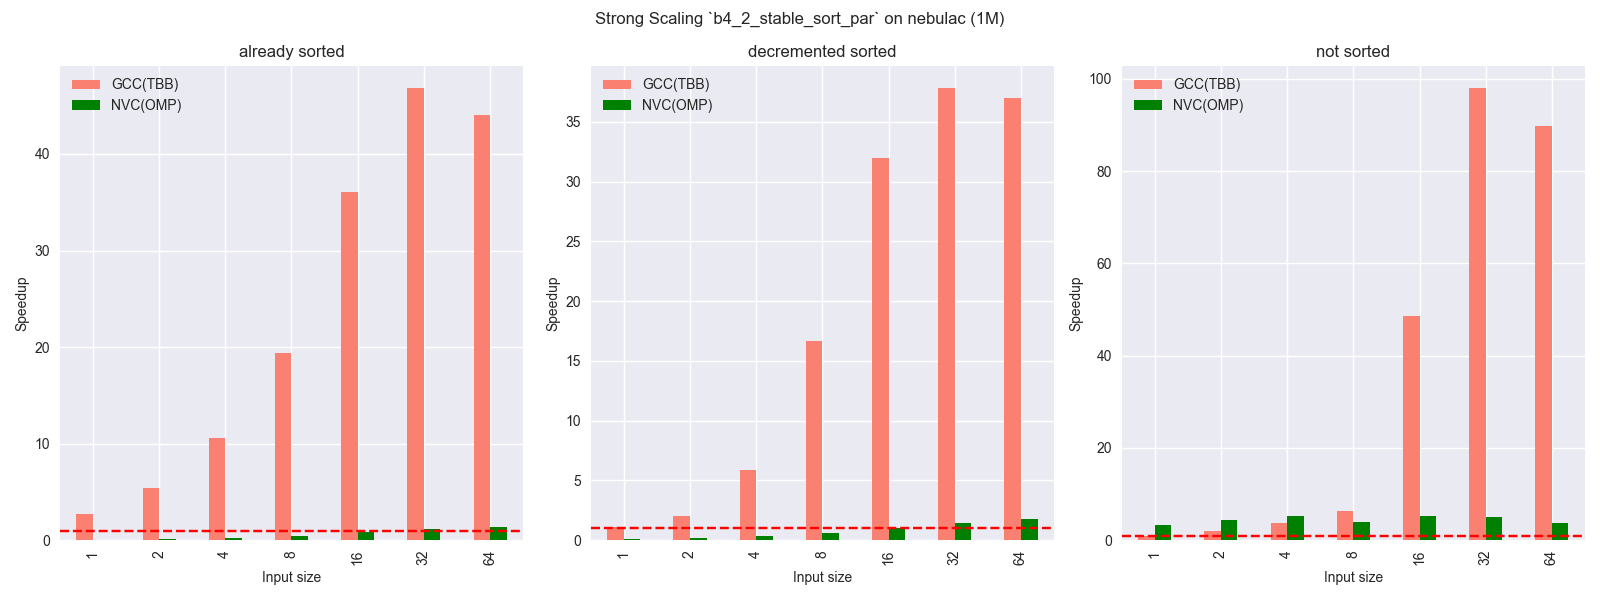 Strong Scaling `b4_2_stable_sort_par` on nebulac (1M)
already sorted
GCC(TBB)
NVC(OMP)
Speedup
40
30
20
10
0
1 2 4 8 16 32 64
Input size
decremented sorted
GCC(TBB)
NVC(OMP)
Speedup
35
30
25
20
15
10
5
0
1 2 4 8 16 32 64
Input size
not sorted
GCC(TBB)
NVC(OMP)
Speedup
100
80
60
40
20
0
1 2 4 8 16 32 64
Input size